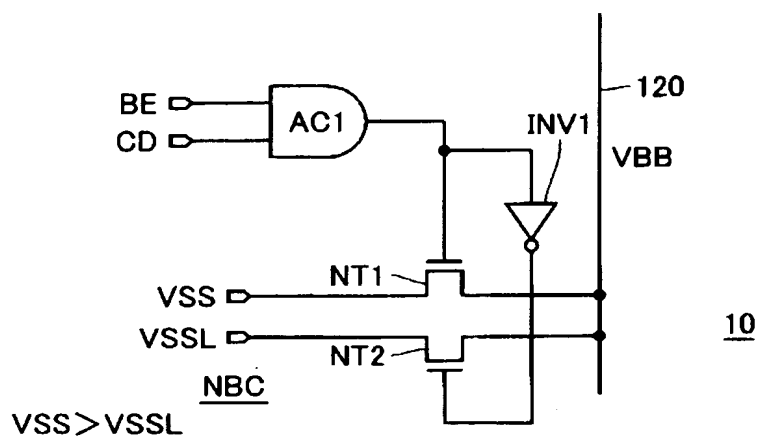 BE
CD
AC1
INV1
120
VBB
NT1
VSS
VSSL
NT2
10
NBC
VSS>VSSL